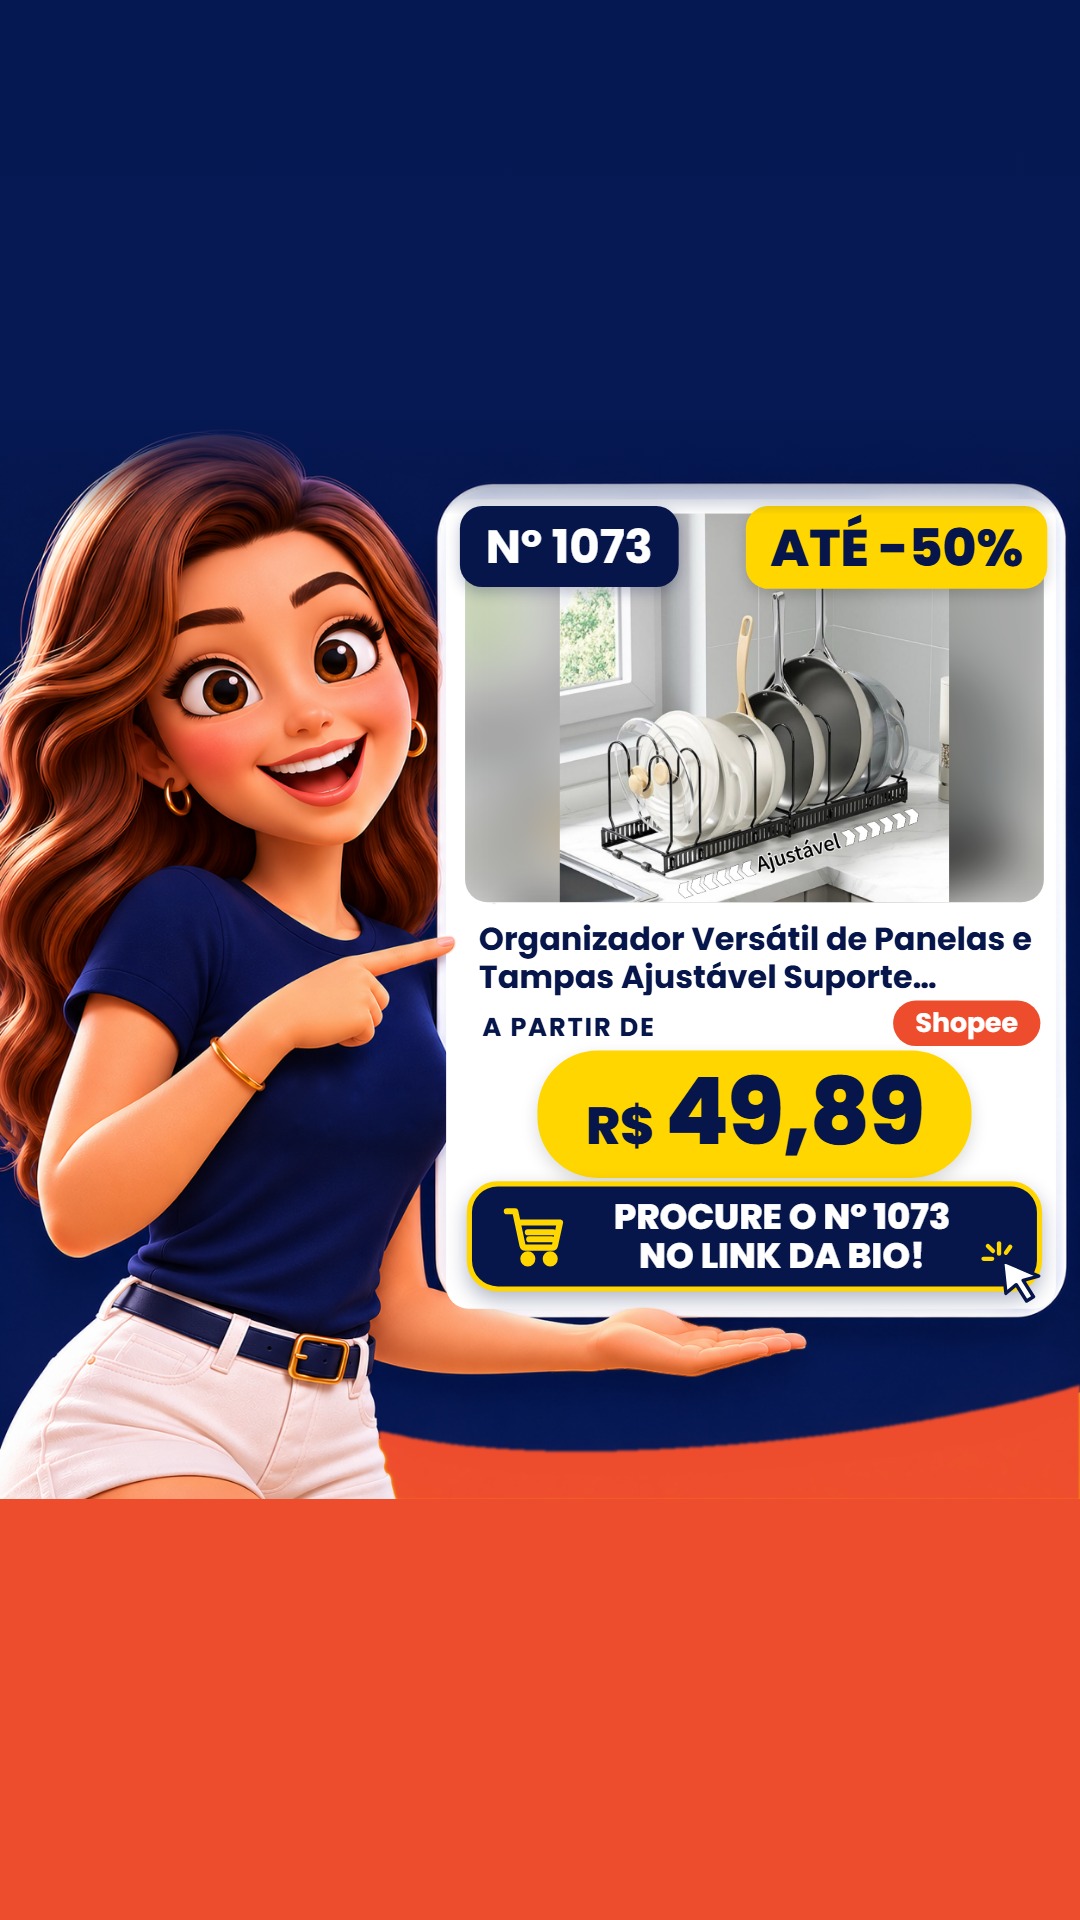 Nº 1073
ATÉ -50%
Ajustável
Organizador Versátil de Panelas e
Tampas Ajustável Suporte...
A PARTIR DE
Shopee
R$ 49,89
PROCURE O Nº 1073
NO LINK DA BIO!